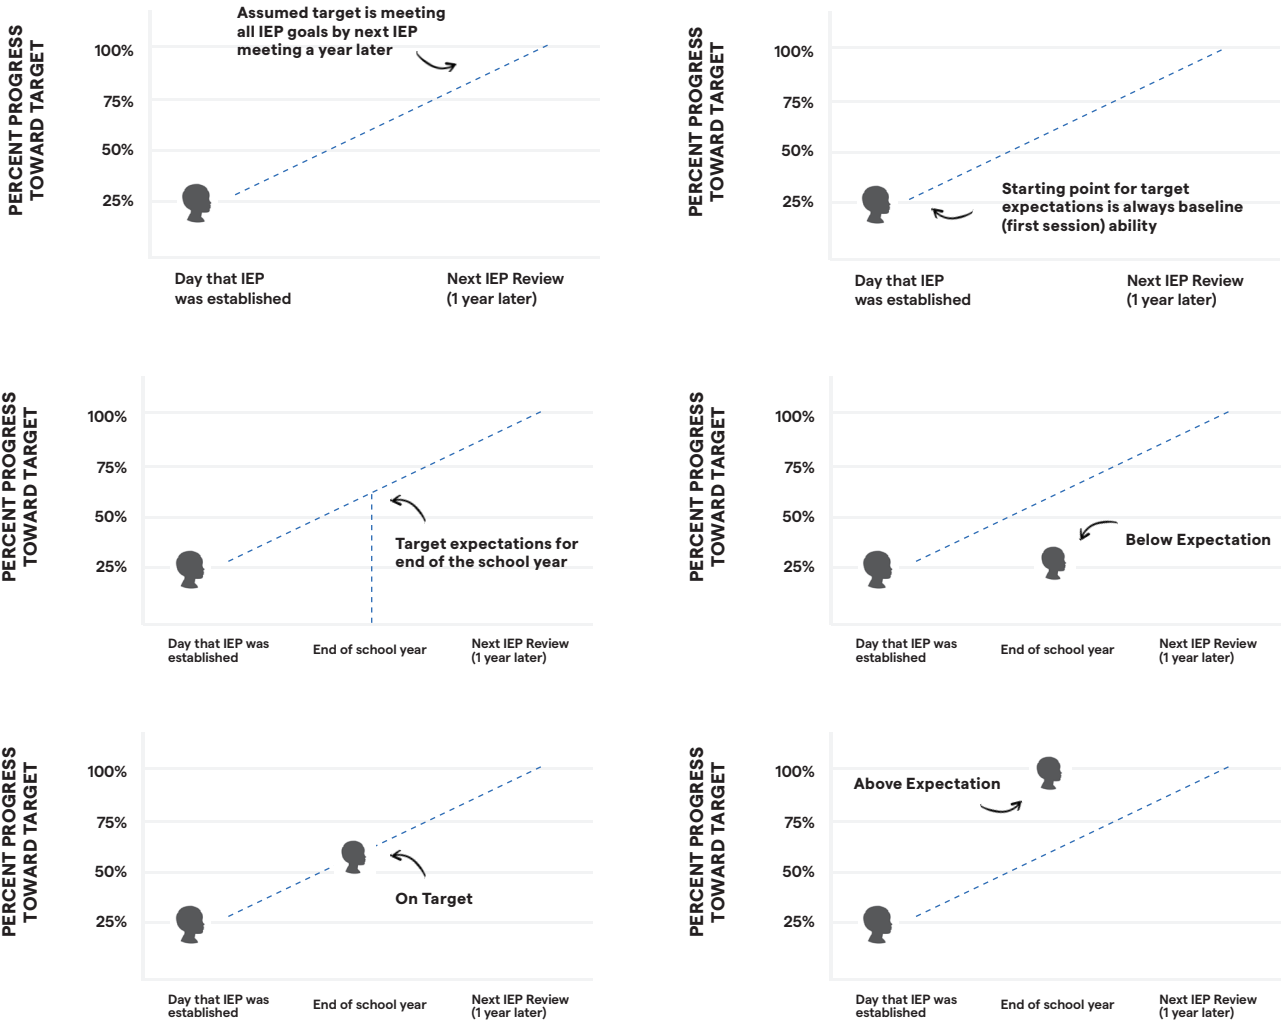 PERCENT PROGRESS
TOWARD TARGET
Assumed target is meeting
all IEP goals by next IEP
meeting a year later
100%
75%
50%
25%
Day that IEP
was established
Next IEP Review
(1 year later)
PERCENT PROGRESS
TOWARD TARGET
100%
75%
50%
25%
Starting point for target
expectations is always baseline
(first session) ability
Day that IEP
was established
Next IEP Review
(1 year later)
PERCENT PROGRESS
TOWARD TARGET
100%
75%
50%
25%
Target expectations for
end of the school year
Day that IEP was
established
End of school year
Next IEP Review
(1 year later)
PERCENT PROGRESS
TOWARD TARGET
100%
75%
50%
25%
Below Expectation
Day that IEP was
established
End of school year
Next IEP Review
(1 year later)
PERCENT PROGRESS
TOWARD TARGET
100%
75%
50%
25%
On Target
Day that IEP was
established
End of school year
Next IEP Review
(1 year later)
PERCENT PROGRESS
TOWARD TARGET
100%
75%
50%
25%
Above Expectation
Day that IEP was
established
End of school year
Next IEP Review
(1 year later)